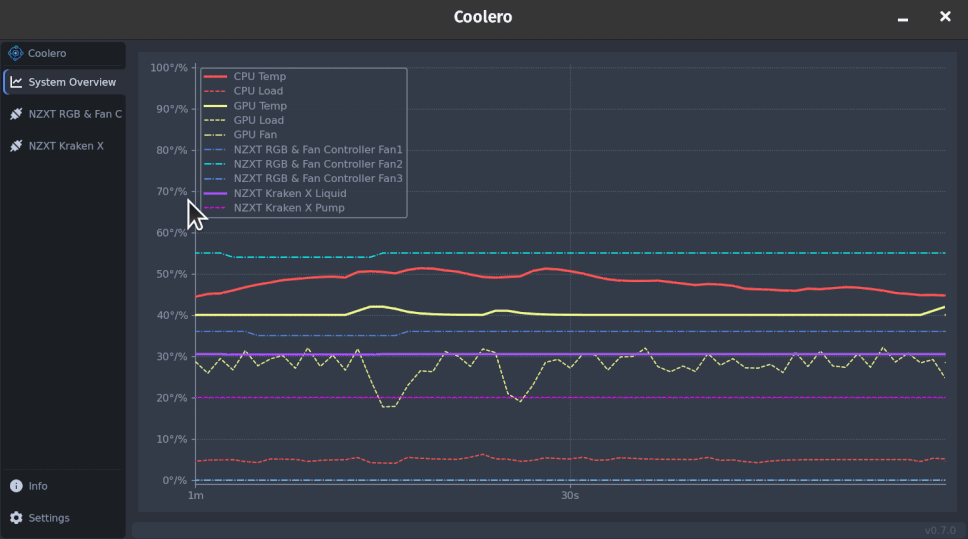 Coolero
Coolero
System Overview
NZXT RGB & Fan C
NZXT Kraken X
Info
Settings
100°/%
90°/%
80°/%
70°/%
60°/%
50°/%
40°/%
30°/%
20°/%
10°/%
0°/%
CPU Temp
CPU Load
GPU Temp
GPU Load
GPU Fan
NZXT RGB & Fan Controller Fan1
NZXT RGB & Fan Controller Fan2
NZXT RGB & Fan Controller Fan3
NZXT Kraken X Liquid
NZXT Kraken X Pump
1m
30s
v0.7.0